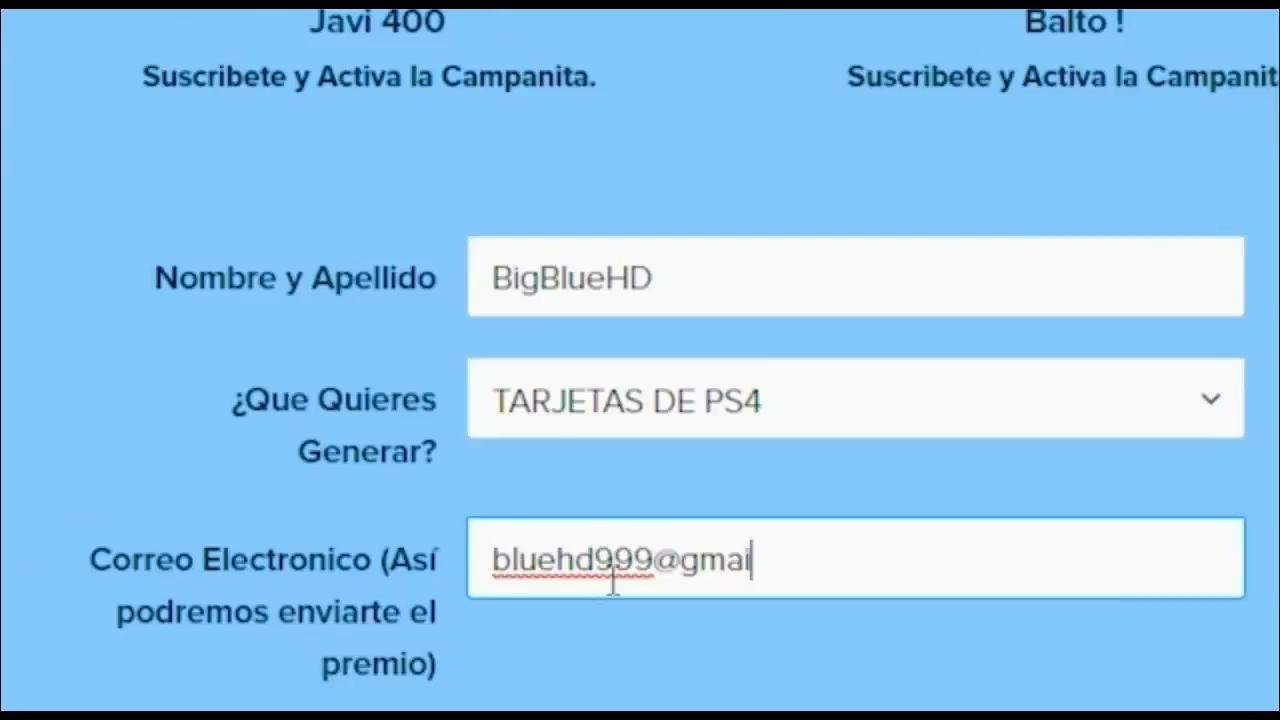 Javi 400
Balto !
Suscribete y Activa la Campanita.
Suscribete y Activa la Campanit
Nombre y Apellido
BigBlueHD
¿Que Quieres
Generar?
TARJETAS DE PS4
Correo Electronico (Así
podremos enviarte el
premio)
bluehd999@gmai